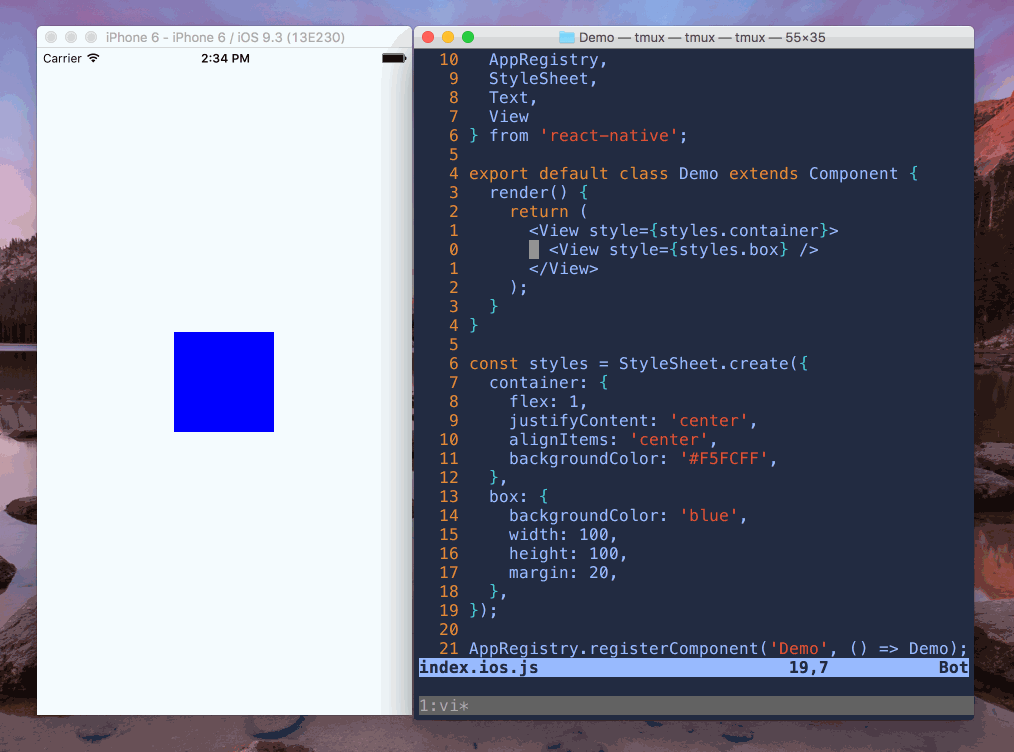 iPhone 6 - iPhone 6 / iOS 9.3 (13E230)
Carrier
2:34 PM
Demo — tmux — tmux — tmux — 55×35
10   AppRegistry,
9   StyleSheet,
8   Text,
7   View
6 } from 'react-native';
5
4 export default class Demo extends Component {
3   render() {
2     return (
1       <View style={styles.container}>
0         <View style={styles.box} />
1       </View>
2     );
3   }
4 }
5
6 const styles = StyleSheet.create({
7   container: {
8     flex: 1,
9     justifyContent: 'center',
10     alignItems: 'center',
11     backgroundColor: '#F5FCFF',
12   },
13   box: {
14     backgroundColor: 'blue',
15     width: 100,
16     height: 100,
17     margin: 20,
18   },
19 });
20
21 AppRegistry.registerComponent('Demo', () => Demo);
index.ios.js 19,7 Bot
1:vi*